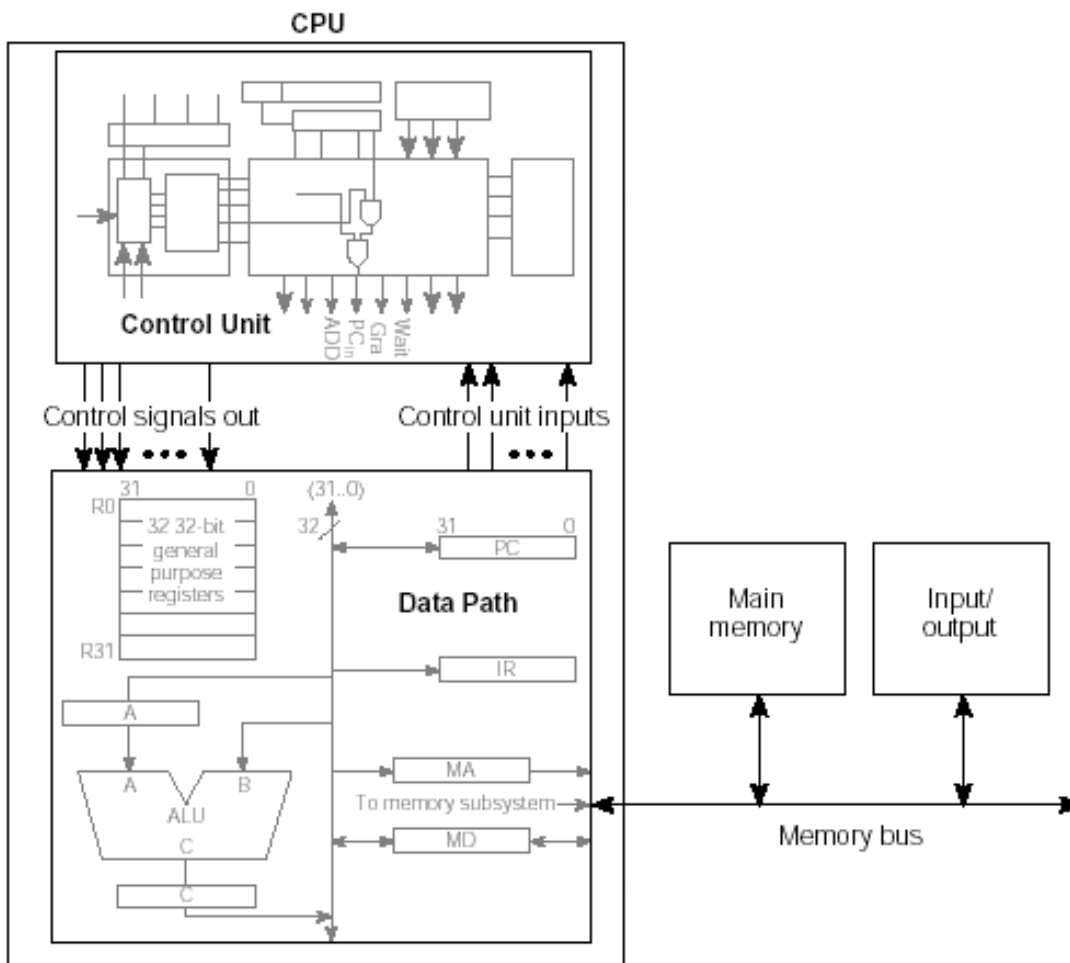 CPU
ADD
PCin
Gra
Wait
Control Unit
Control signals out
Control unit inputs
31
0
R0
32 32-bit
general
purpose
registers
R31
⟨31..0⟩
32
31
0
PC
Data Path
IR
A
A
B
ALU
C
C
MA
To memory subsystem
MD
Main
memory
Input/
output
Memory bus